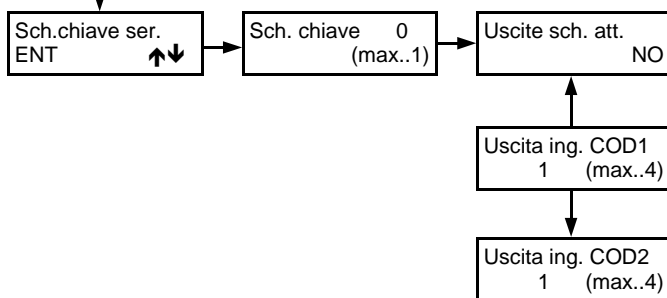 Sch.chiave ser.
ENT 🡱🡳
Sch. chiave 0
(max..1)
Uscite sch. att.
NO
Uscita ing. COD1
1 (max..4)
Uscita ing. COD2
1 (max..4)